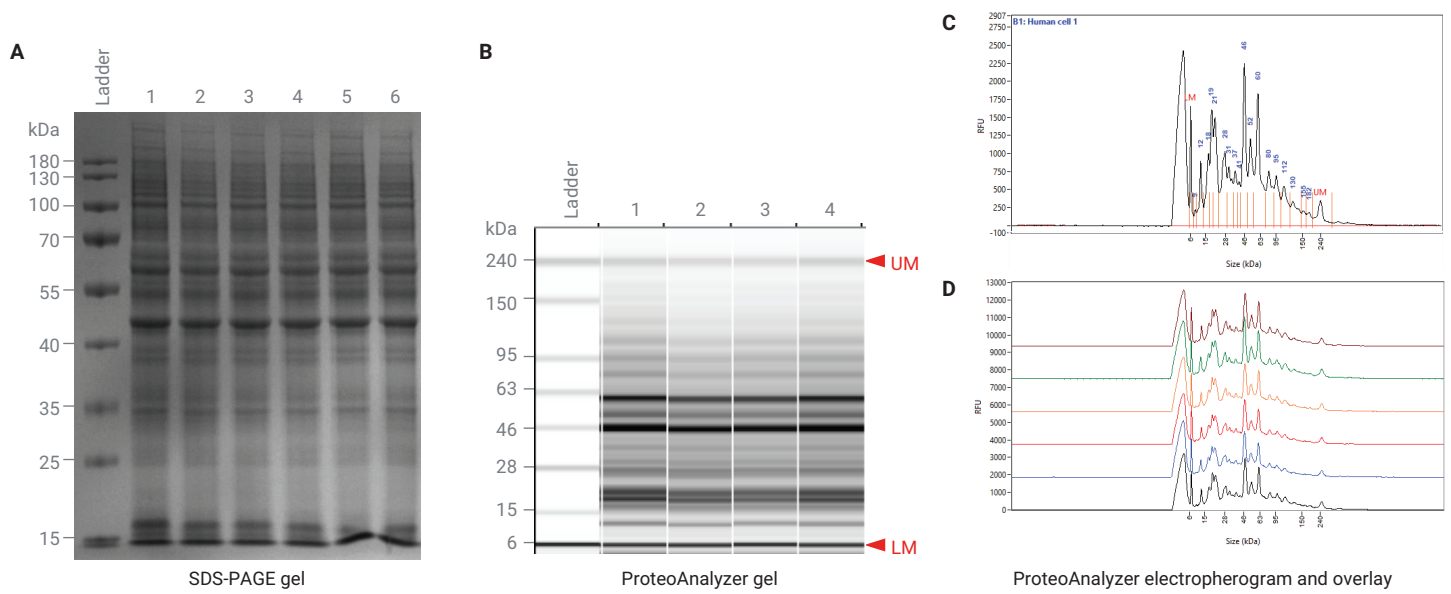 A
Ladder
1 2 3 4 5 6
kDa
180
130
100
70
55
40
35
25
15
SDS-PAGE gel
B
Ladder
1 2 3 4
kDa
240
150
95
63
46
28
15
6
UM
LM
ProteoAnalyzer gel
C
B1: Human cell 1
2907
2750
2500
2250
2000
1750
1500
1250
1000
750
500
250
-100
RFU
LM
9
12
18
19
21
28
31
37
41
46
52
60
80
95
112
130
155
182
UM
6 15 28 46 63 95 150 240
Size (kDa)
D
13000
12000
11000
10000
9000
8000
7000
6000
5000
4000
3000
2000
1000
0
RFU
6 15 28 46 63 95 150 240
Size (kDa)
ProteoAnalyzer electropherogram and overlay